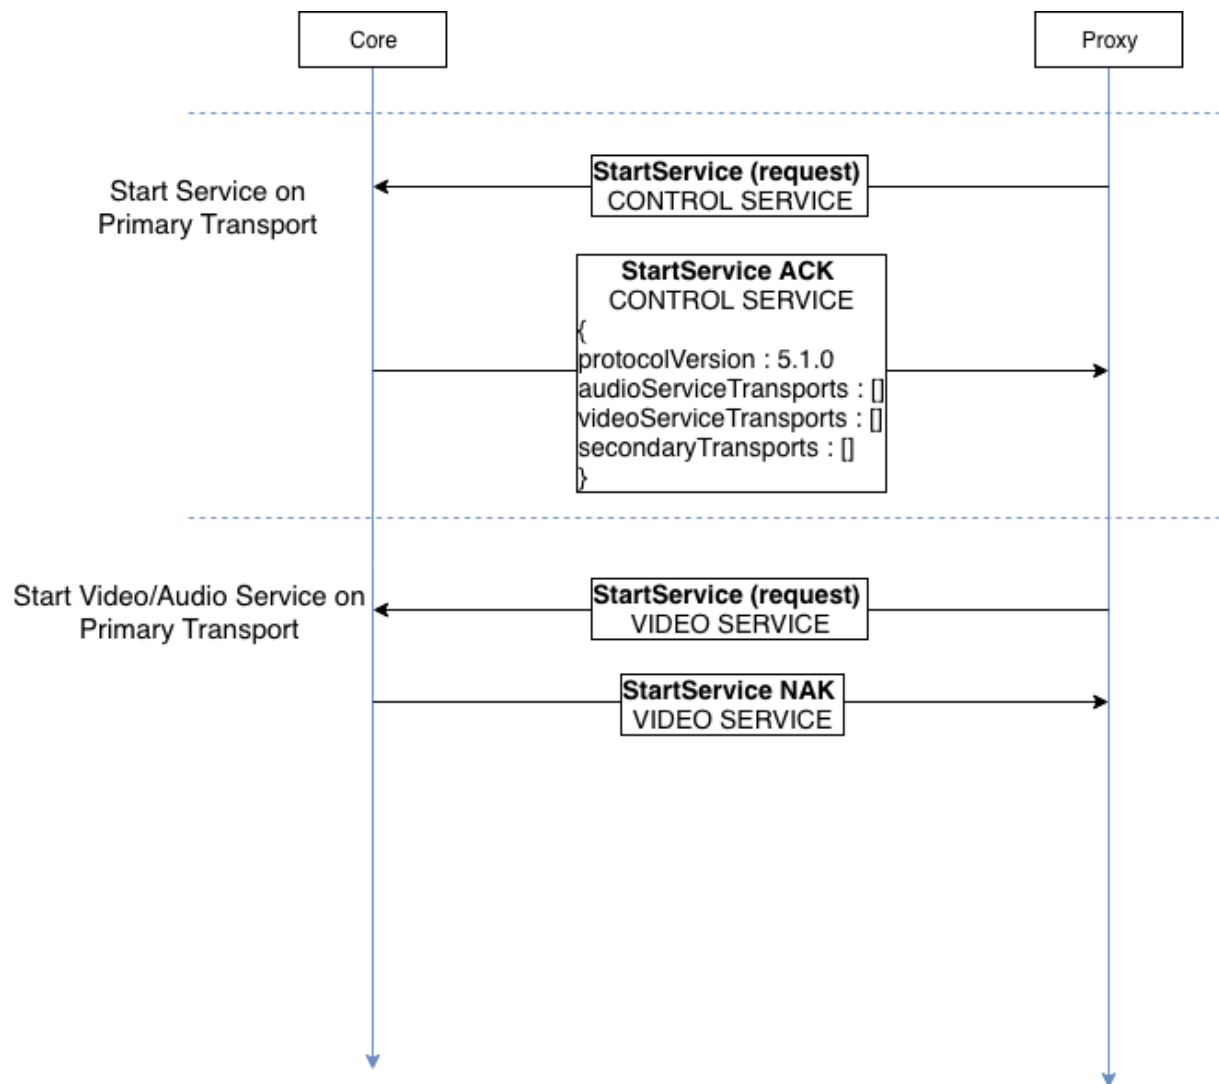 Core
Proxy
Start Service on
Primary Transport
StartService (request)
CONTROL SERVICE
StartService ACK
CONTROL SERVICE
{
protocolVersion : 5.1.0
audioServiceTransports : []
videoServiceTransports : []
secondaryTransports : []
}
Start Video/Audio Service on
Primary Transport
StartService (request)
VIDEO SERVICE
StartService NAK
VIDEO SERVICE